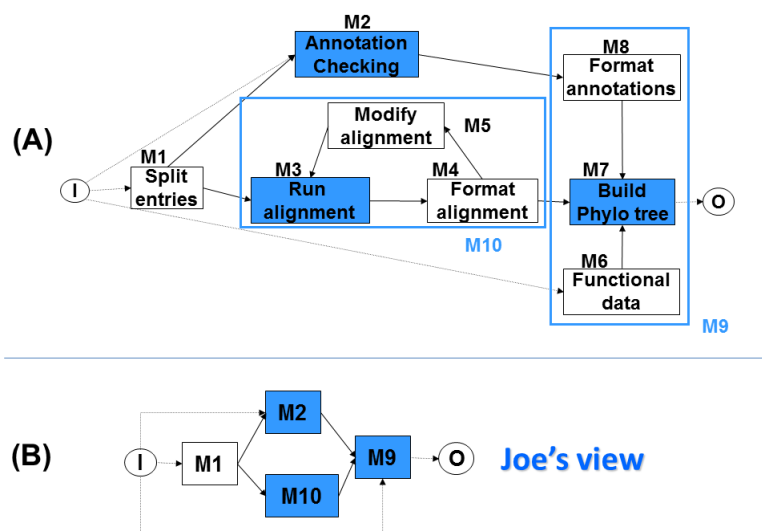 M2
Annotation
Checking
M8
Format
annotations
(A)
Modify
alignment
M5
M1
Split
entries
I
M3
Run
alignment
M4
Format
alignment
M7
Build
Phylo tree
O
M10
M6
Functional
data
M9
(B)
I
M1
M2
M10
M9
O
Joe's view